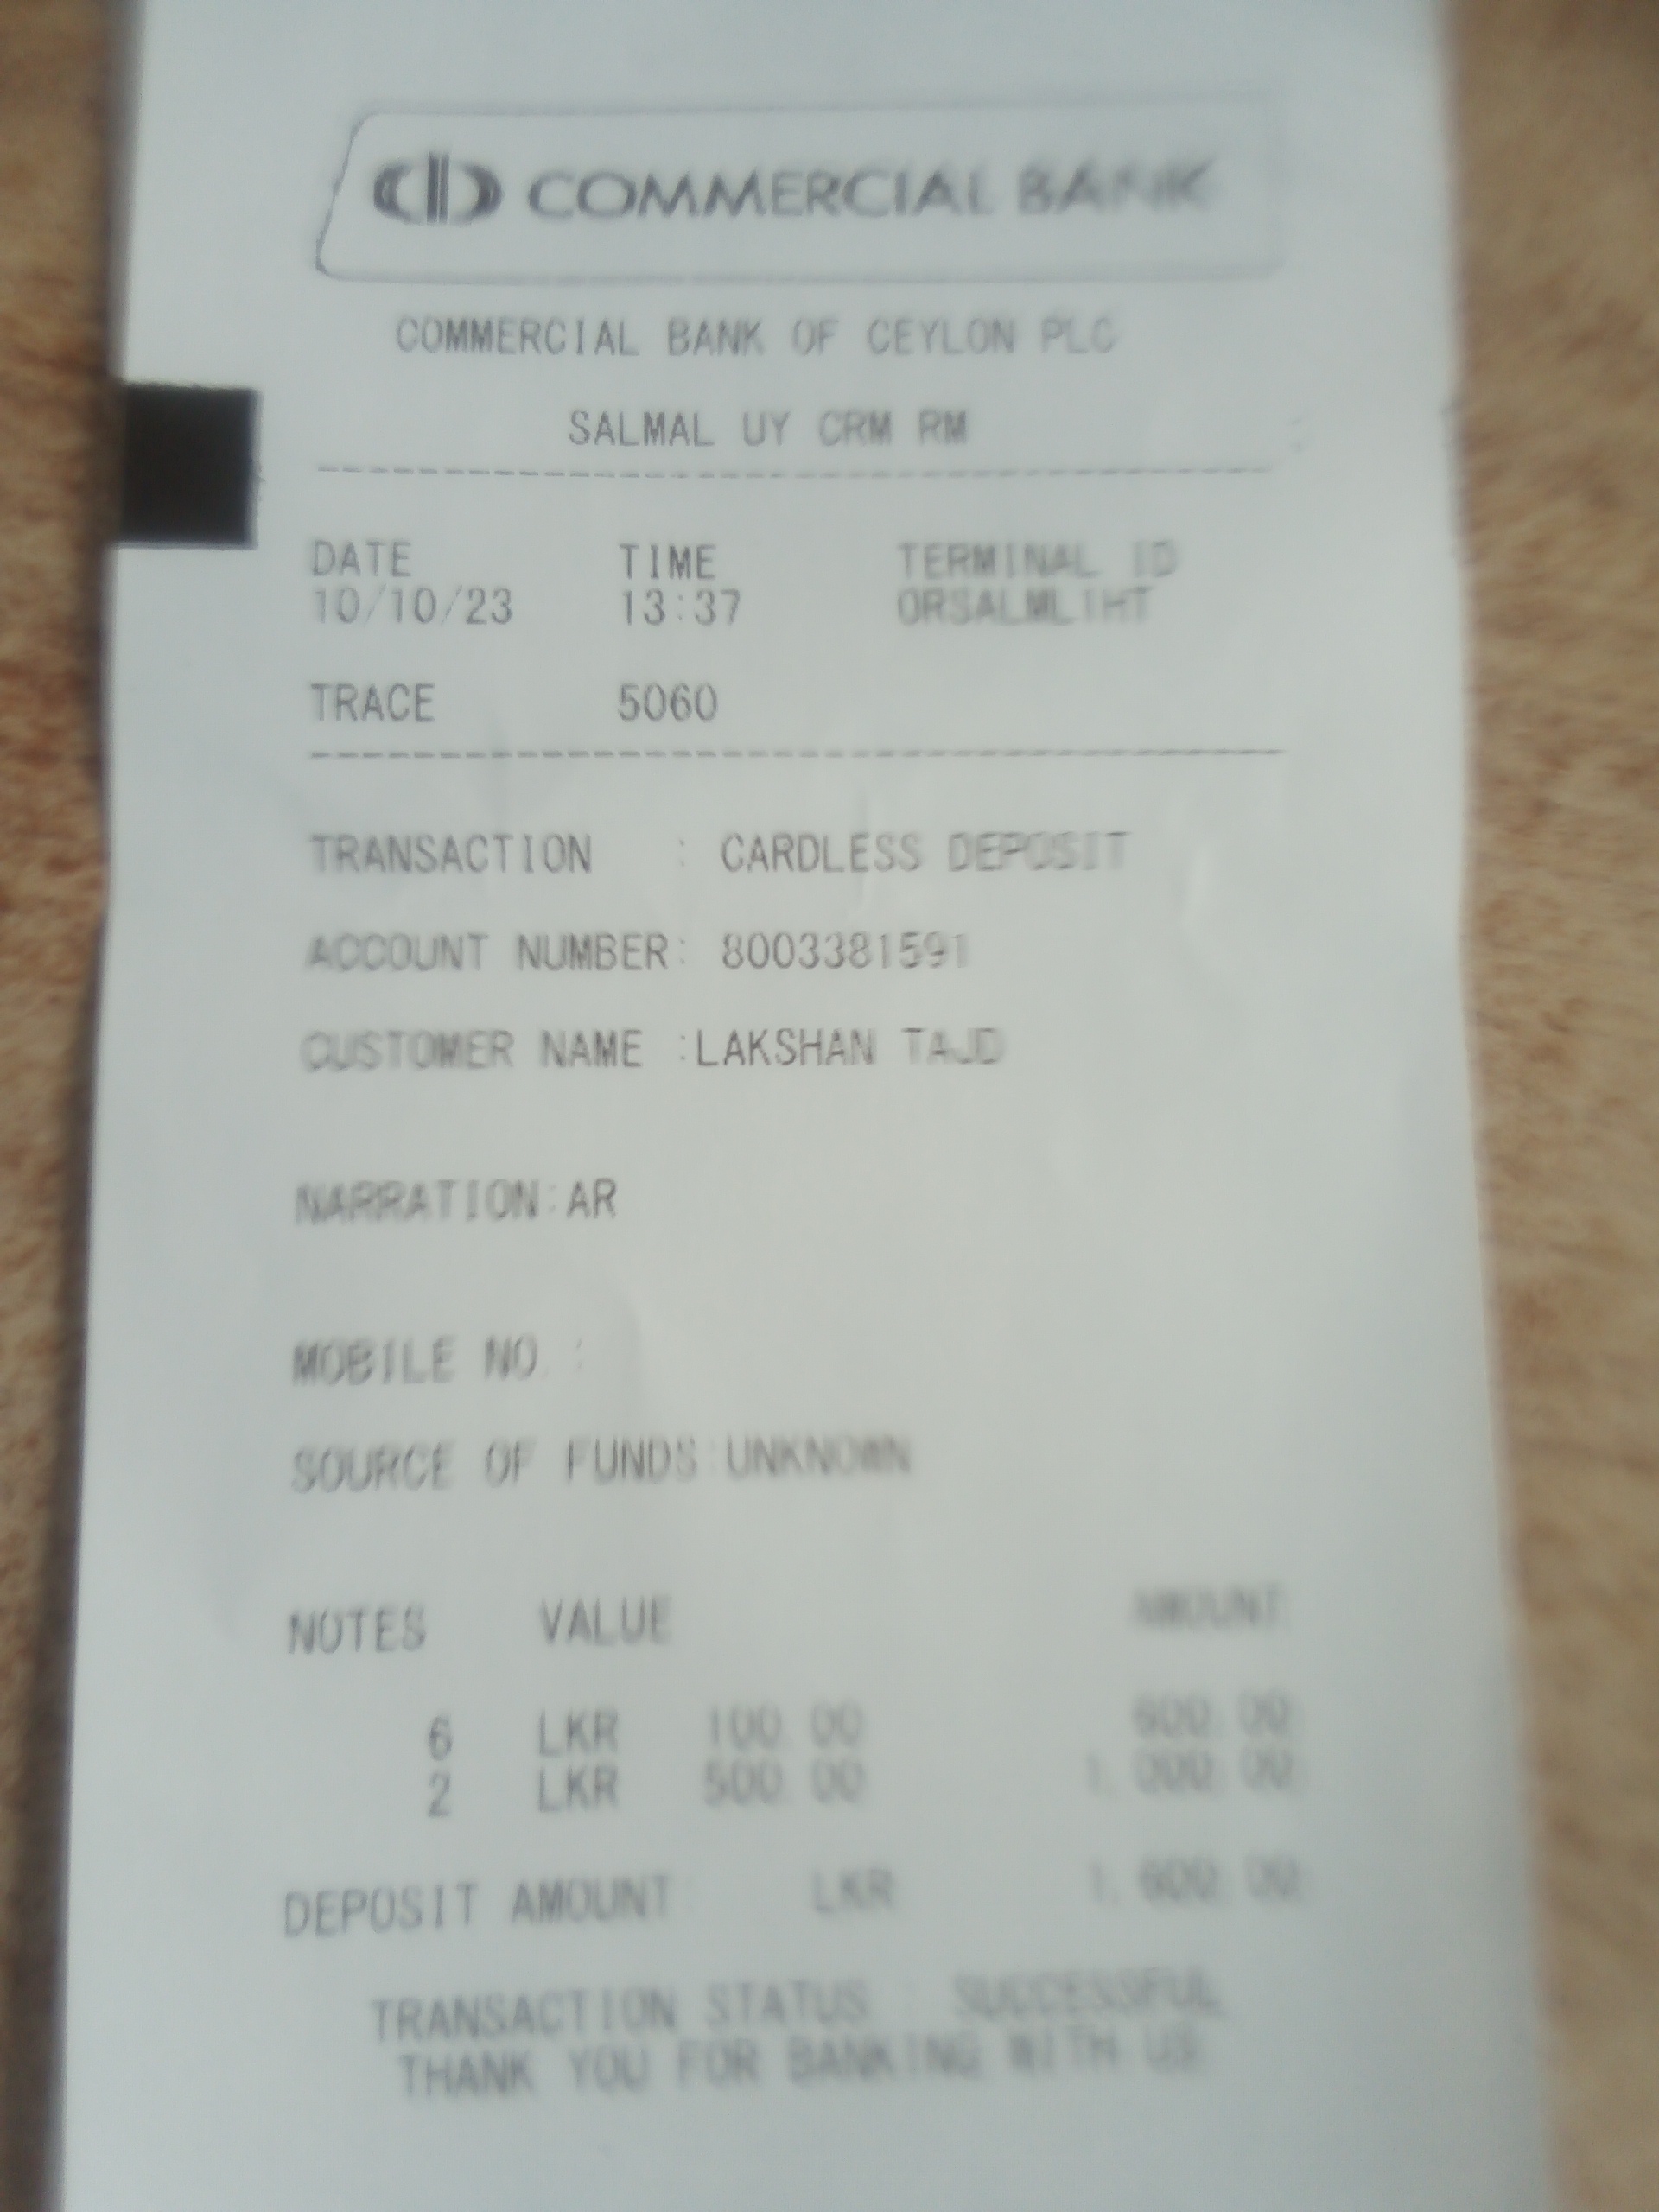 COMMERCIAL BANK
COMMERCIAL BANK OF CEYLON PLC
SALMAL UY CRM RM
DATE TIME TERMINAL ID
10/10/23 13:37
TRACE 5060
TRANSACTION : CARDLESS DEPOSIT
ACCOUNT NUMBER: 8003381591
CUSTOMER NAME :LAKSHAN TAJD
NARRATION:AR
MOBILE NO. :
SOURCE OF FUNDS:UNKNOWN
NOTES VALUE AMOUNT
6 LKR 100.00 600.00
2 LKR 500.00 1,000.00
DEPOSIT AMOUNT LKR 1,600.00
TRANSACTION STATUS : SUCCESSFUL
THANK YOU FOR BANKING WITH US